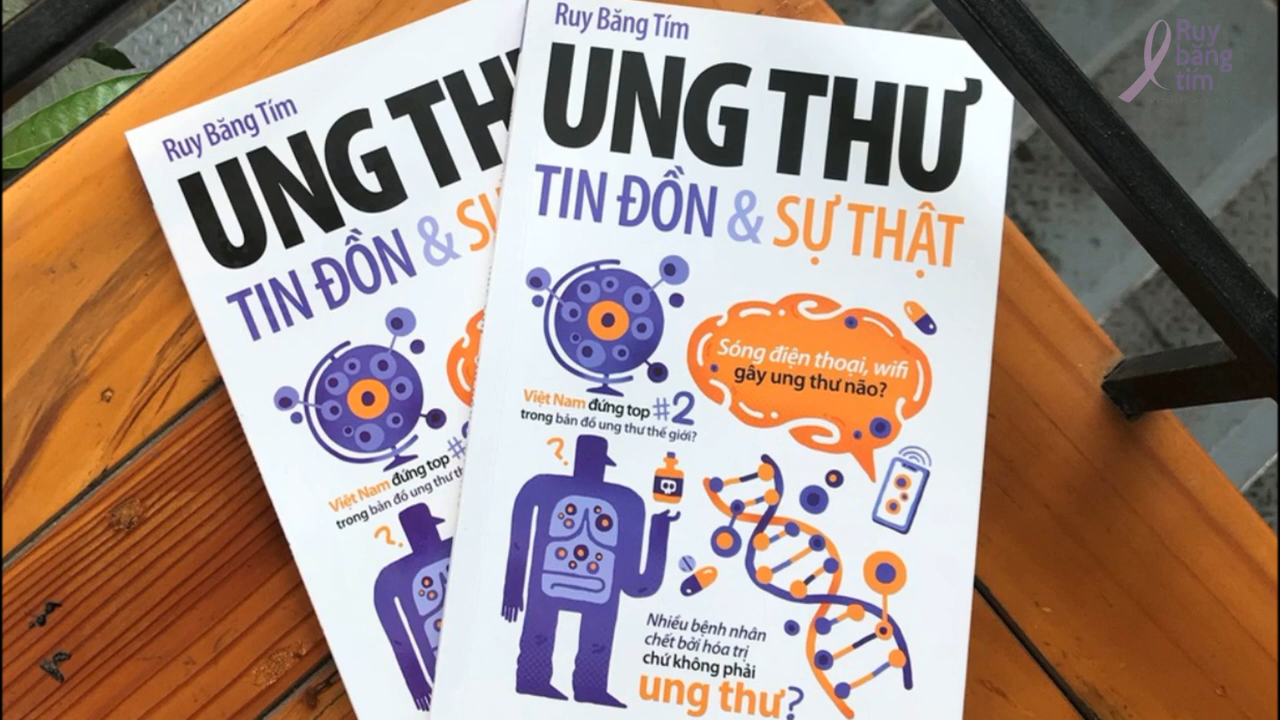 Ruy Băng Tím
UNG THƯ
TIN ĐỒN & SỰ THẬT
Việt Nam đứng top #2
trong bản đồ ung thư thế giới?
Sóng điện thoại, wifi
gây ung thư não?
Nhiều bệnh nhân
chết bởi hóa trị
chứ không phải
ung thư?
Ruy Băng Tím
UNG TH
TIN ĐỒN & S
Việt Nam đứng top #
trong bản đồ ung thư th
Ruy
băng
tím